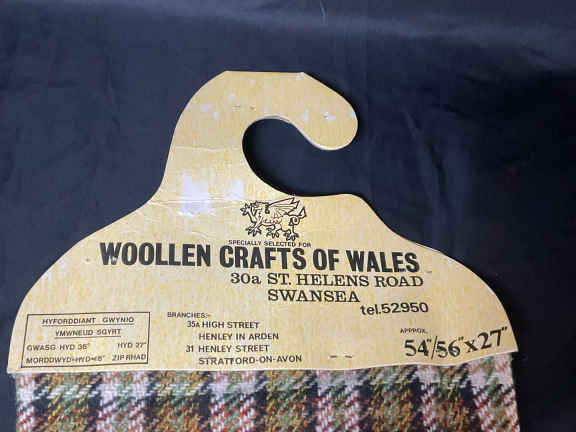 SPECIALLY SELECTED FOR
WOOLLEN CRAFTS OF WALES
30a ST. HELENS ROAD
SWANSEA
tel.52950
HYFORDDIANT GWYNIO
YMWNEUD SGYRT
GWASG HYD 36" HYD 27"
MORDDWYD ZIP RHAD
BRANCHES:-
35a HIGH STREET
HENLEY IN ARDEN
31 HENLEY STREET
STRATFORD-ON-AVON
APPROX.
54"/56"x27"